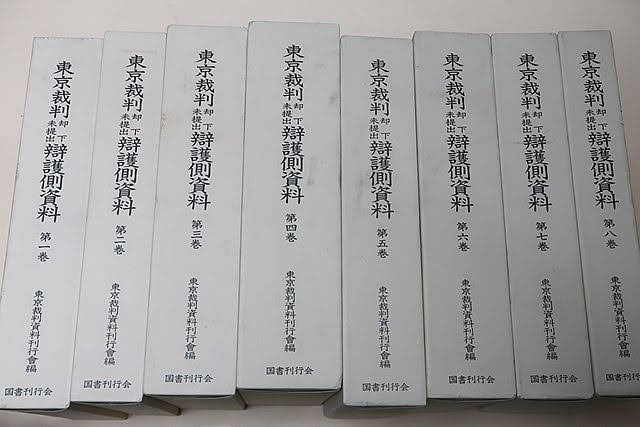 東京裁判却下未提出辯護側資料 第一巻 東京裁判資料刊行會編 国書刊行会
東京裁判却下未提出辯護側資料 第二巻 東京裁判資料刊行會編 国書刊行会
東京裁判却下未提出辯護側資料 第三巻 東京裁判資料刊行會編 国書刊行会
東京裁判却下未提出辯護側資料 第四巻 東京裁判資料刊行會編 国書刊行会
東京裁判却下未提出辯護側資料 第五巻 東京裁判資料刊行會編 国書刊行会
東京裁判却下未提出辯護側資料 第六巻 東京裁判資料刊行會編 国書刊行会
東京裁判却下未提出辯護側資料 第七巻 東京裁判資料刊行會編 国書刊行会
東京裁判却下未提出辯護側資料 第八巻 東京裁判資料刊行會編 国書刊行会